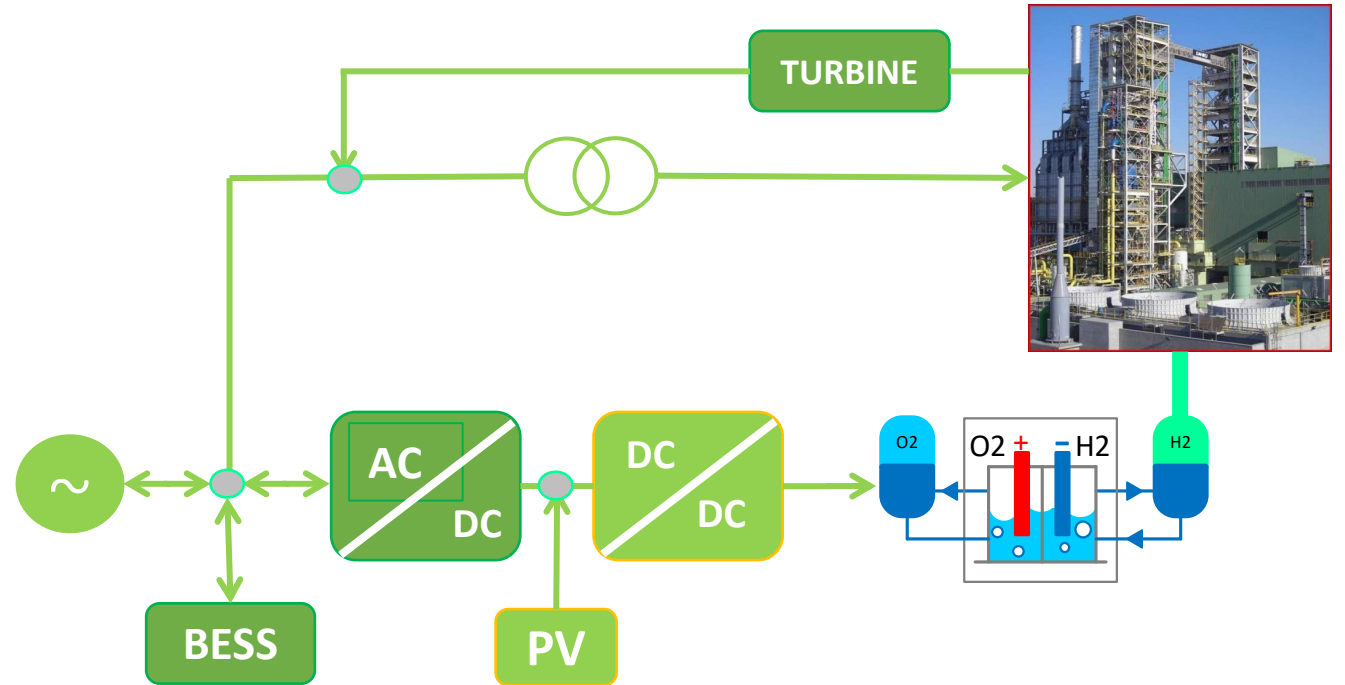 TURBINE
~
AC
DC
DC
DC
O2
O2 + − H2
H2
BESS
PV